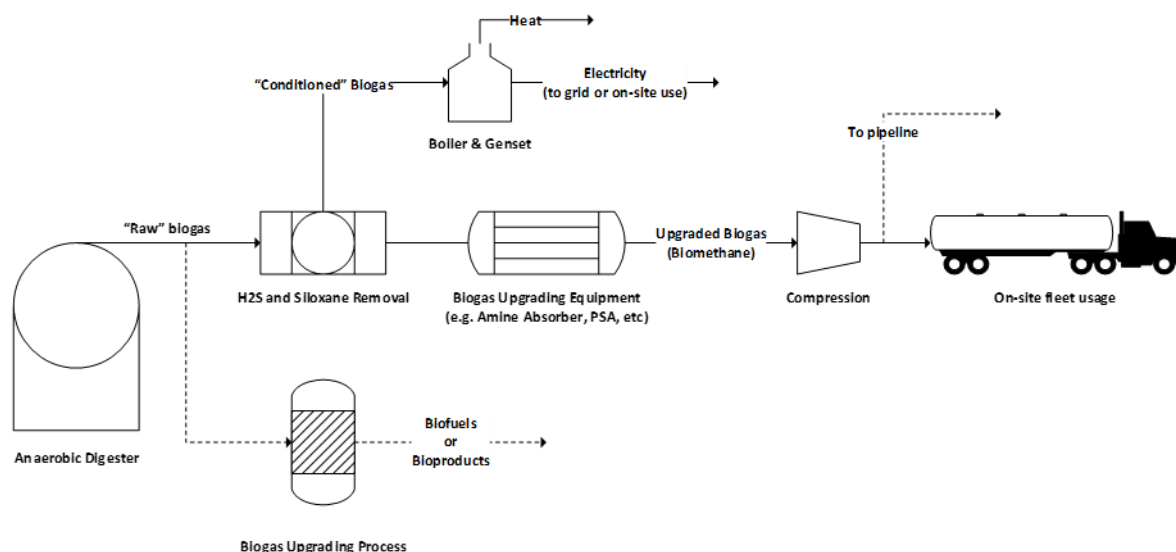 Heat
“Conditioned” Biogas
Electricity
(to grid or on-site use)
Boiler & Genset
To pipeline
“Raw” biogas
Upgraded Biogas
(Biomethane)
H2S and Siloxane Removal
Biogas Upgrading Equipment
(e.g. Amine Absorber, PSA, etc)
Compression
On-site fleet usage
Biofuels
or
Bioproducts
Anaerobic Digester
Biogas Upgrading Process